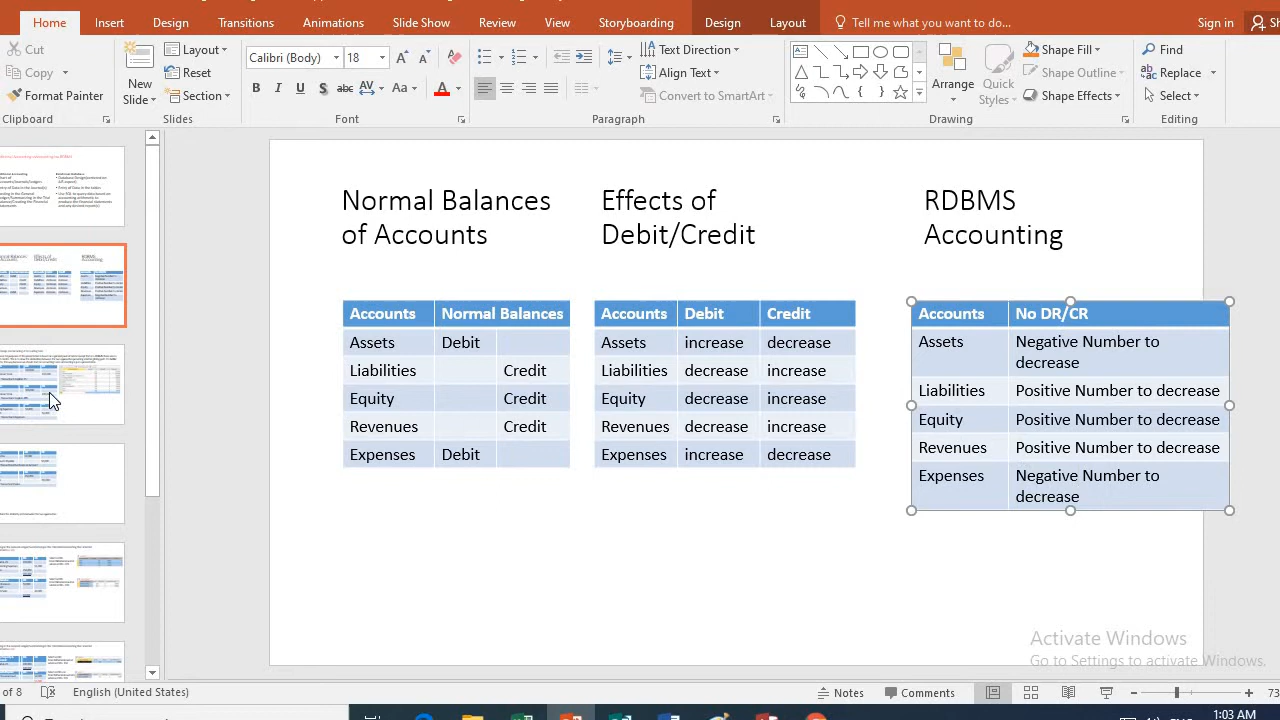 Home Insert Design Transitions Animations Slide Show Review View Storyboarding Design Layout Tell me what you want to do... Sign in
Cut
Copy
Format Painter
Clipboard
New
Slide
Layout
Reset
Section
Slides
Calibri (Body) 18
B I U S abc AV Aa A
Font
Text Direction
Align Text
Convert to SmartArt
Paragraph
Arrange
Quick
Styles
Shape Fill
Shape Outline
Shape Effects
Drawing
Find
Replace
Select
Editing
Normal Balances
of Accounts
Effects of
Debit/Credit
RDBMS
Accounting
Accounts Normal Balances
Assets Debit
Liabilities Credit
Equity Credit
Revenues Credit
Expenses Debit
Accounts Debit Credit
Assets increase decrease
Liabilities decrease increase
Equity decrease increase
Revenues decrease increase
Expenses increase decrease
Accounts No DR/CR
Assets Negative Number to
decrease
Liabilities Positive Number to decrease
Equity Positive Number to decrease
Revenues Positive Number to decrease
Expenses Negative Number to
decrease
Activate Windows
Go to Settings to activate Windows.
of 8 English (United States) Notes Comments 73
1:03 AM